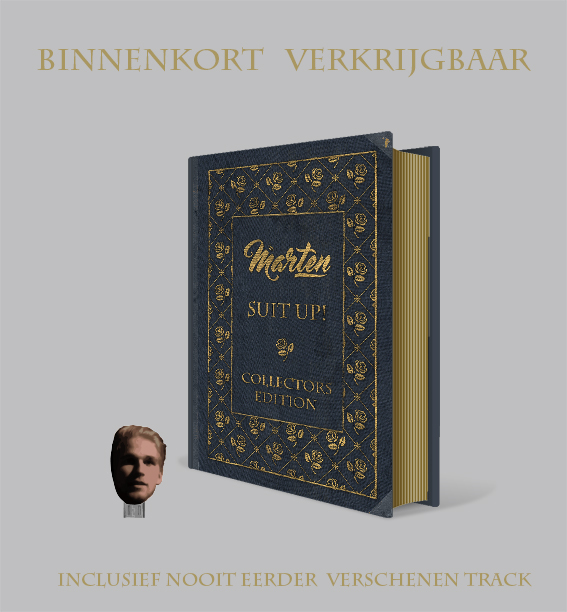 BINNENKORT VERKRIJGBAAR
Marten
SUIT UP!
COLLECTORS
EDITION
INCLUSIEF NOOIT EERDER VERSCHENEN TRACK